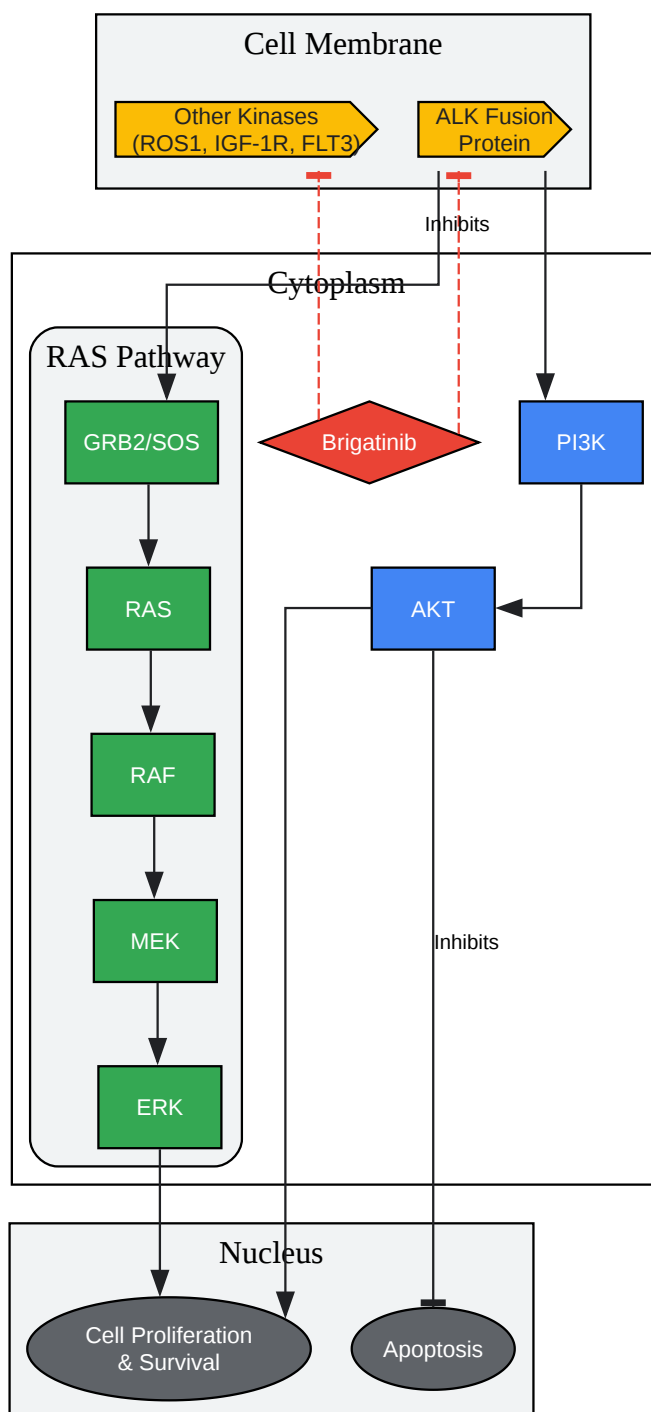 Cell Membrane
Other Kinases
(ROS1, IGF-1R, FLT3)
ALK Fusion
Protein
Inhibits
Cytoplasm
RAS Pathway
GRB2/SOS
Brigatinib
PI3K
RAS
AKT
RAF
MEK
Inhibits
ERK
Nucleus
Cell Proliferation
& Survival
Apoptosis